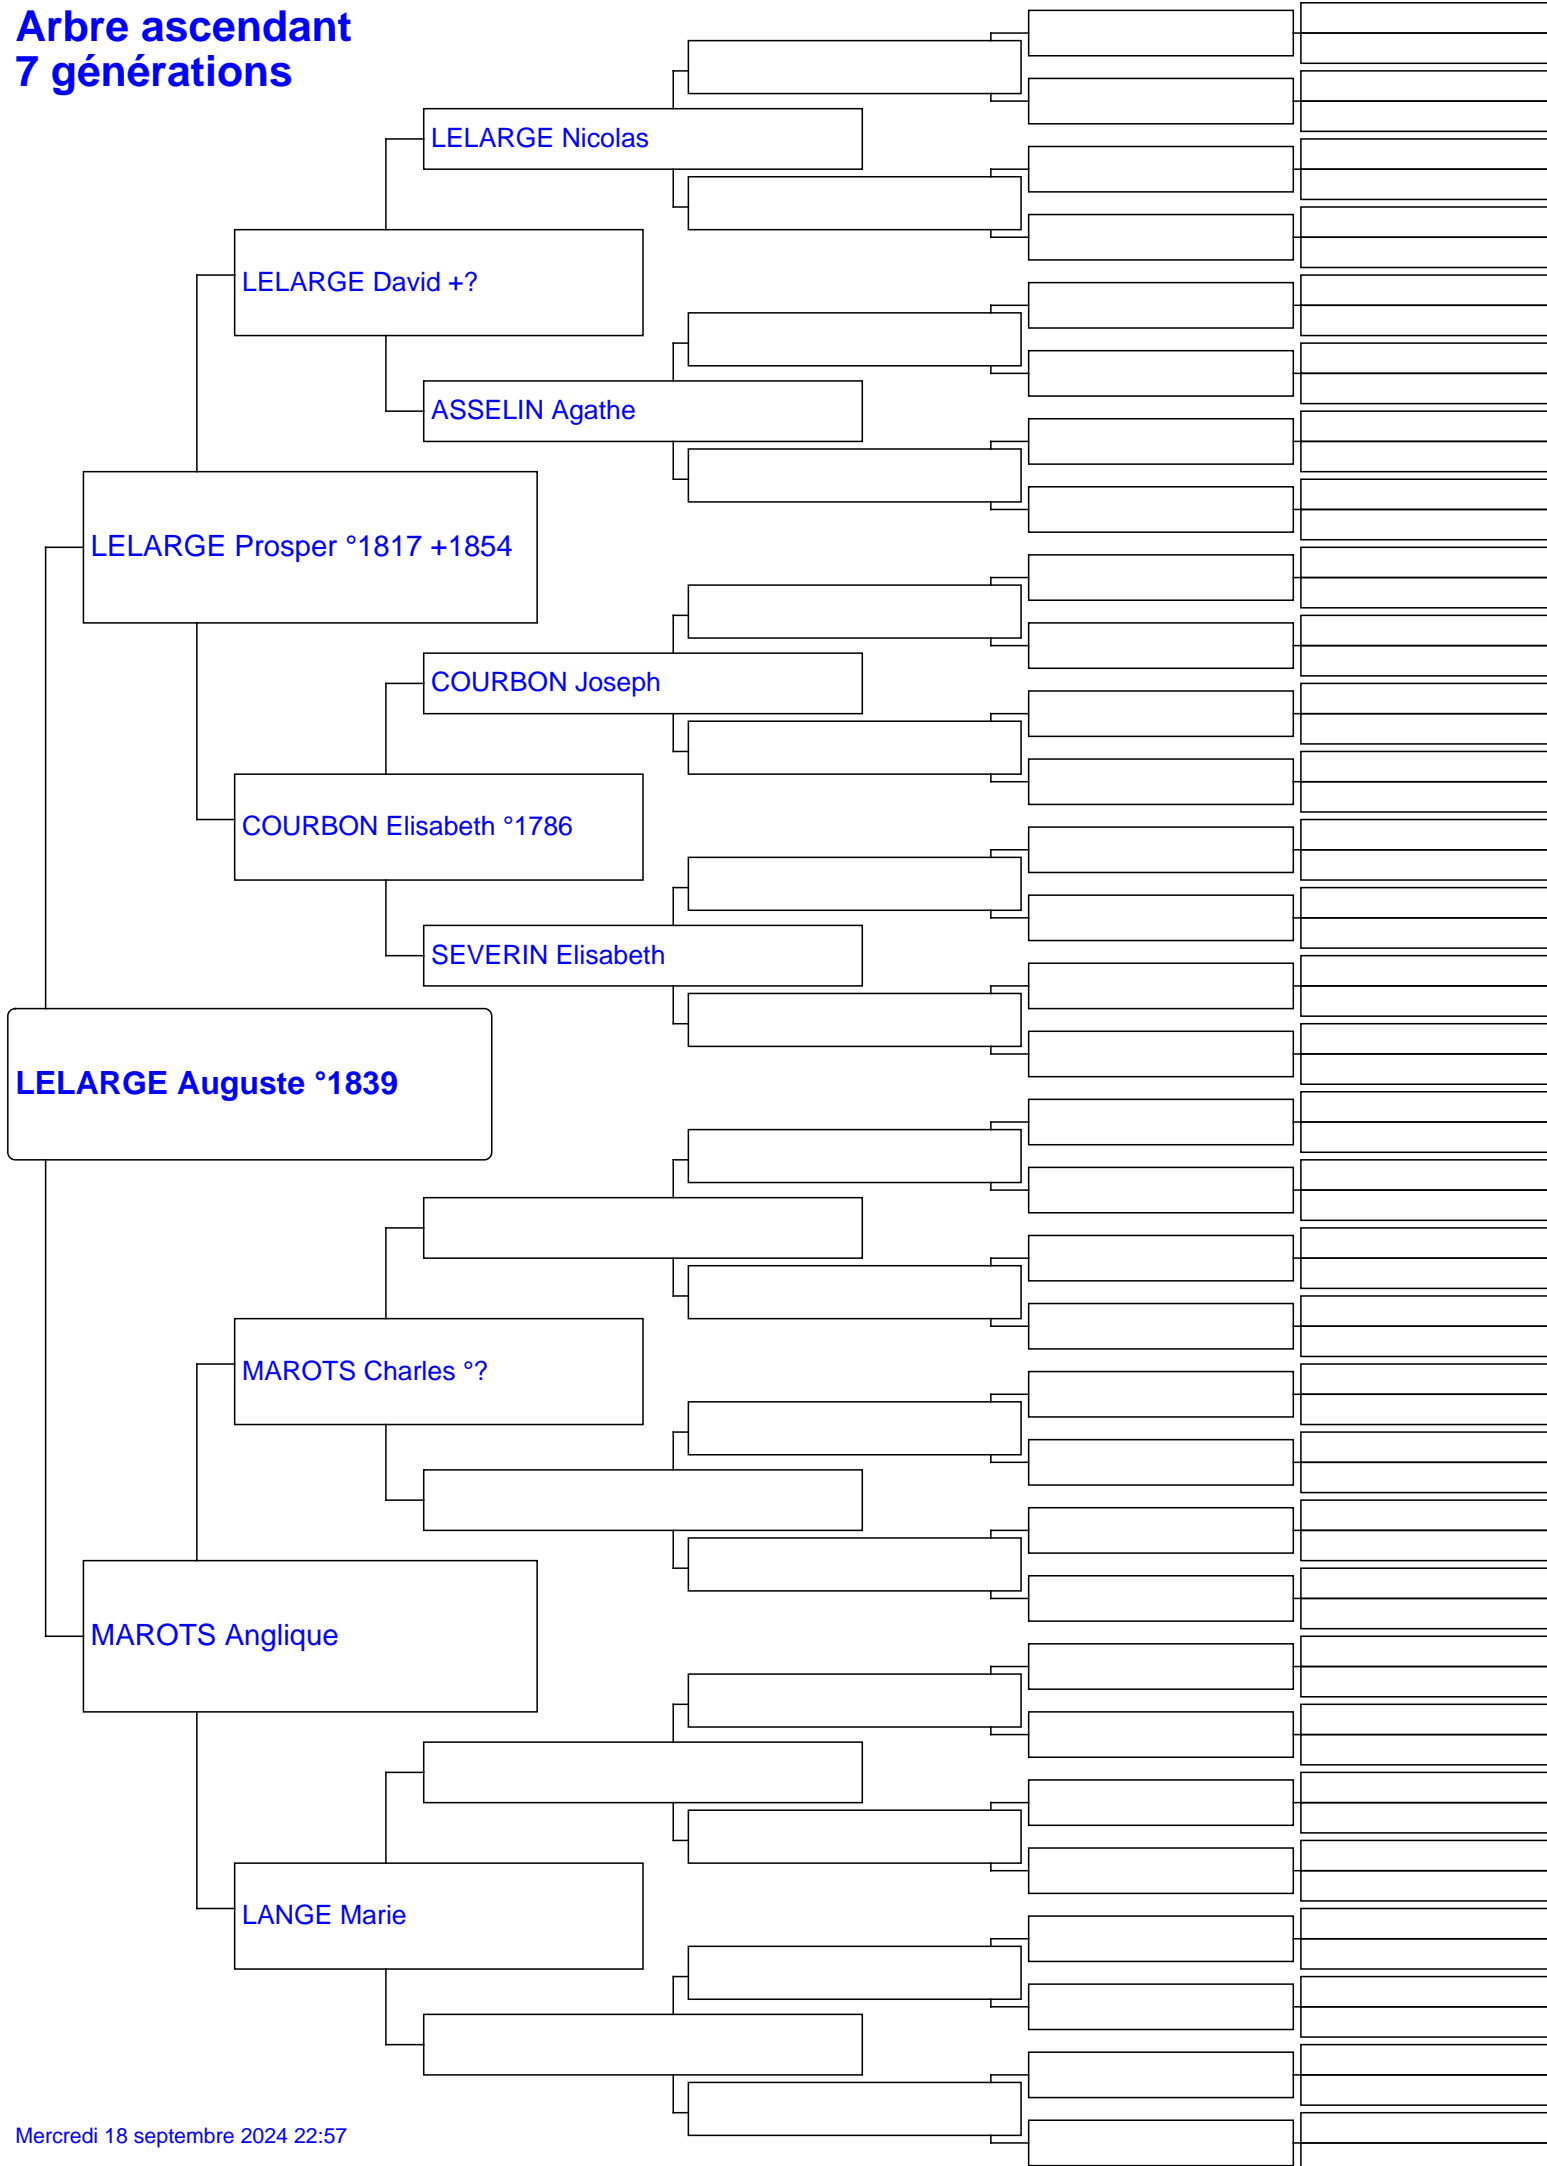 Arbre ascendant
7 générations
LELARGE Nicolas
LELARGE David +?
ASSELIN Agathe
LELARGE Prosper °1817 +1854
COURBON Joseph
COURBON Elisabeth °1786
SEVERIN Elisabeth
LELARGE Auguste °1839
MAROTS Charles °?
MAROTS Anglique
LANGE Marie
Mercredi 18 septembre 2024 22:57